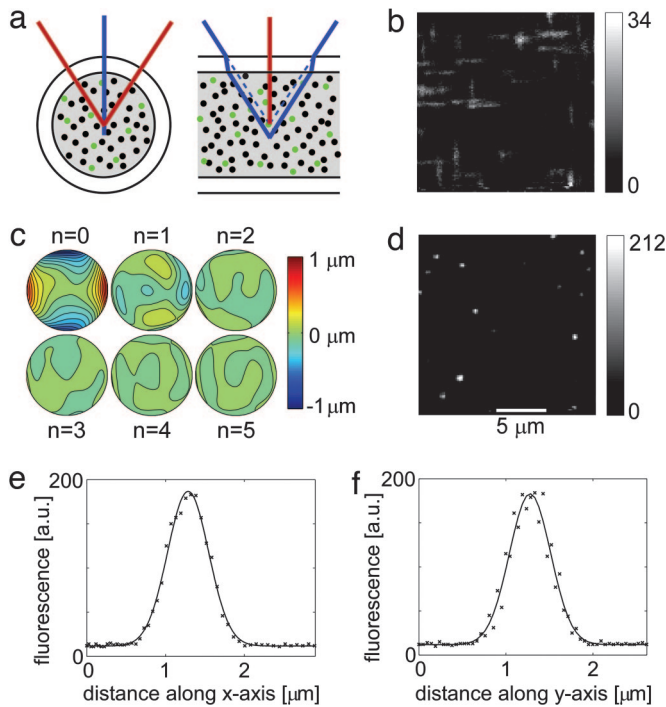 a
b
34
0
c
n=0
n=1
n=2
n=3
n=4
n=5
1 μm
0 μm
-1 μm
d
212
0
5 μm
e
200
0
fluorescence [a.u.]
0
1
2
distance along x-axis [μm]
f
200
0
fluorescence [a.u.]
0
1
2
distance along y-axis [μm]